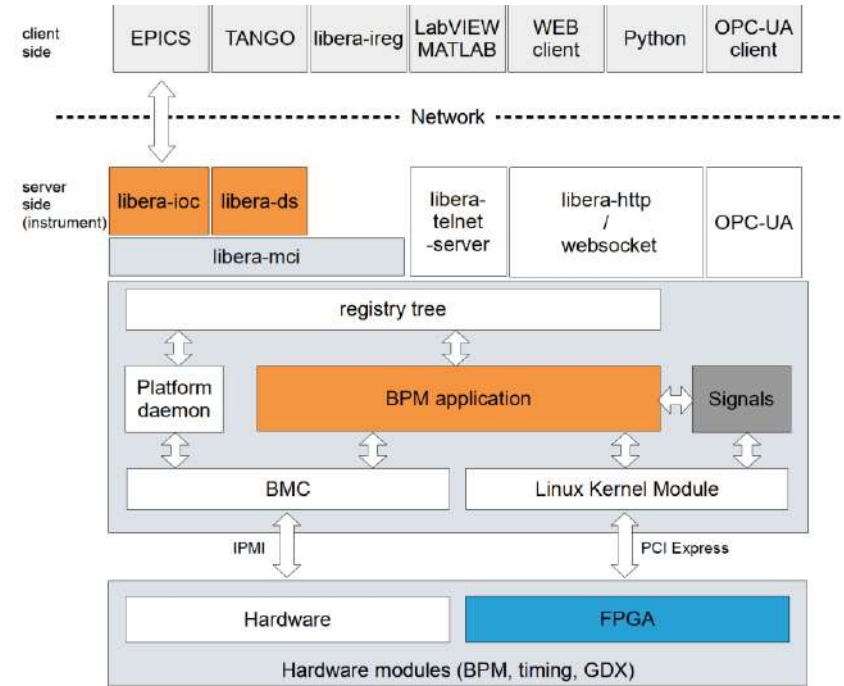 client
side
EPICS
TANGO
libera-ireg
LabVIEW
MATLAB
WEB
client
Python
OPC-UA
client
Network
server
side
(instrument)
libera-ioc
libera-ds
libera-
telnet
-server
libera-http
/
websocket
OPC-UA
libera-mci
registry tree
Platform
daemon
BPM application
Signals
BMC
Linux Kernel Module
IPMI
PCI Express
Hardware
FPGA
Hardware modules (BPM, timing, GDX)